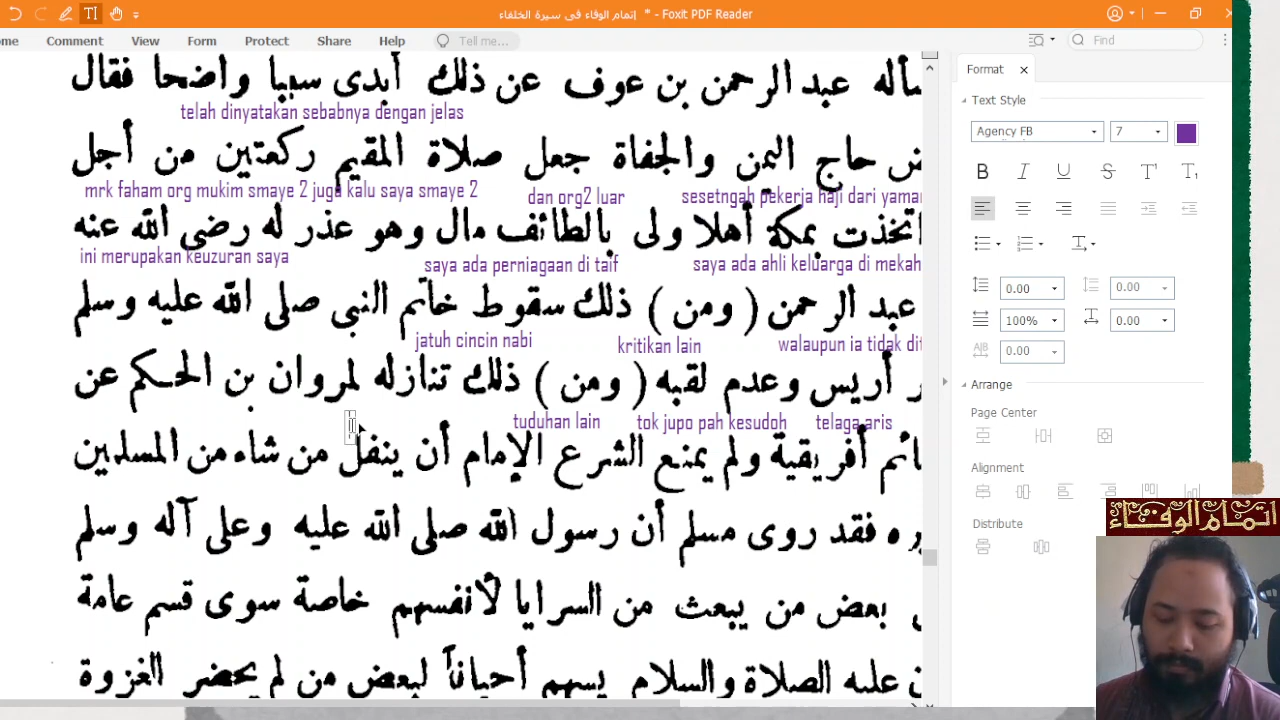 إتمام الوفاء في سيرة الخلفاء * - Foxit PDF Reader
Comment View Form Protect Share Help Tell me... Find
عبد الرحمن بن عوف عن ذلك أبدى سببا واضحا فقال
telah dinyatakan sebabnya dengan jelas
حاج اليمن والجفاة جعل صلاة المقيم ركعتين من أجل
mrk faham org mukim smaye 2 juga kalu saya smaye 2
dan org2 luar
sesetngah pekerja haji dari yaman
اتخذت بمكة أهلا ولى بالطائف مال وهو عذر له رضى الله عنه
ini merupakan keuzuran saya
saya ada perniagaan di taif
saya ada ahli keluarga di mekah
عبد الرحمن ( ومن ) ذلك سقوط خاتم النبي صلى الله عليه وسلم
jatuh cincin nabi
kritikan lain
walaupun ia tidak
أريس وعدم لقبه ( ومن ) ذلك تنازله لمروان بن الحكم عن
tuduhan lain
tok jupo pah kesudoh
telaga aris
أفريقية ولم يمنع الشرع الإمام أن ينفل من شاء من المسلمين
فقد روى مسلم أن رسول الله صلى الله عليه وعلى آله وسلم
بعض من يبعث من السرايا لأنفسهم خاصة سوى قسم عامة
عليه الصلاة والسلام يسهم أحيانا لبعض من لم يحضر الغزوة
Format
Text Style
Agency FB 7
B I U S T T
0.00 0.00
100% 0.00
0.00
Arrange
Page Center
Alignment
Distribute
اتمام الوفاء